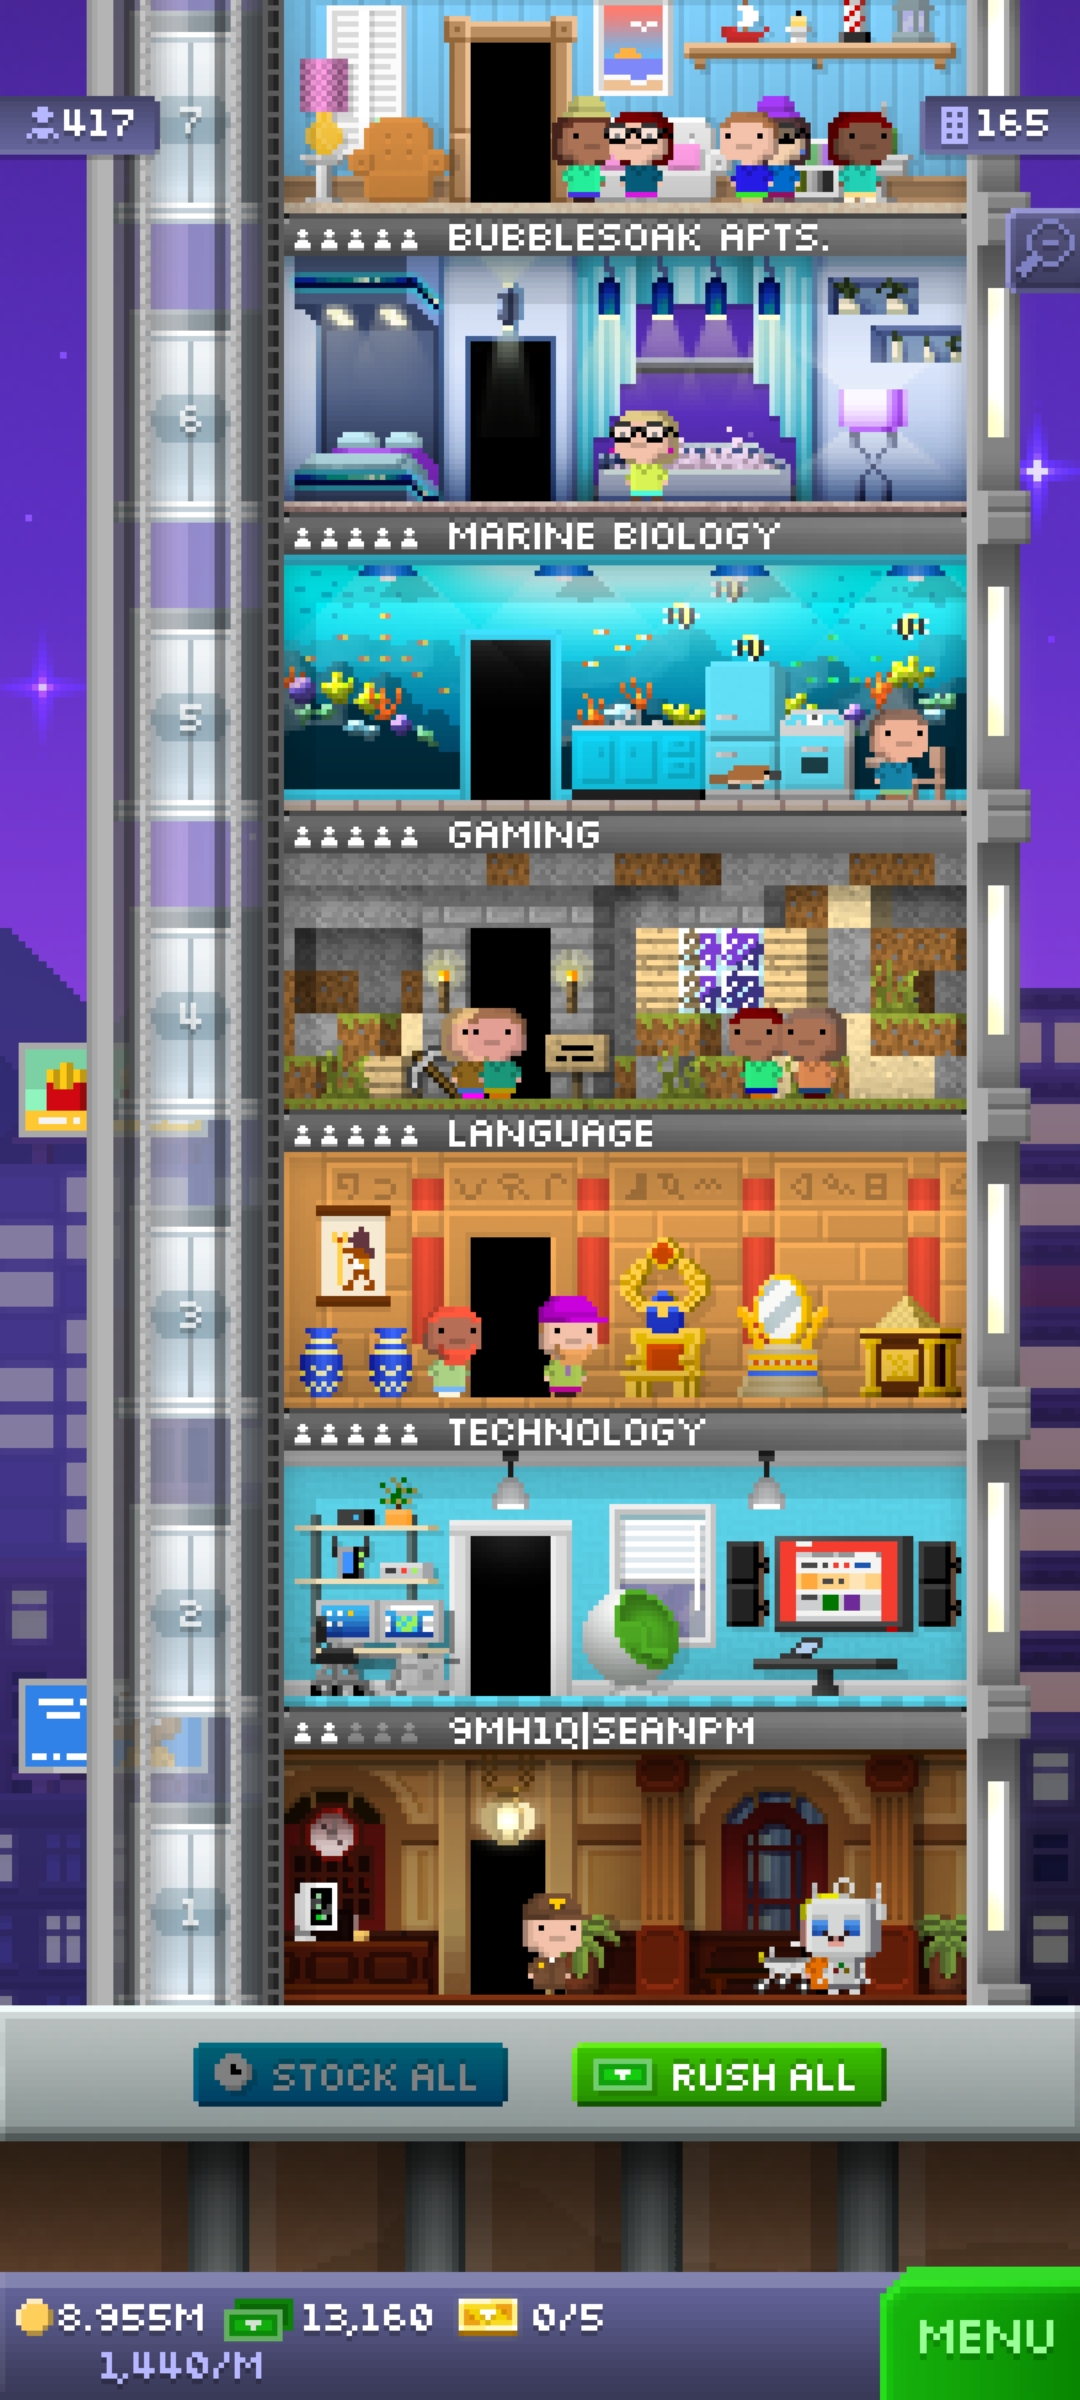 417
7
165
BUBBLESOAK APTS.
6
MARINE BIOLOGY
5
GAMING
4
LANGUAGE
3
TECHNOLOGY
2
9MH1Q|SEANPM
1
STOCK ALL
RUSH ALL
8.955M
13,160
0/5
1,440/M
MENU